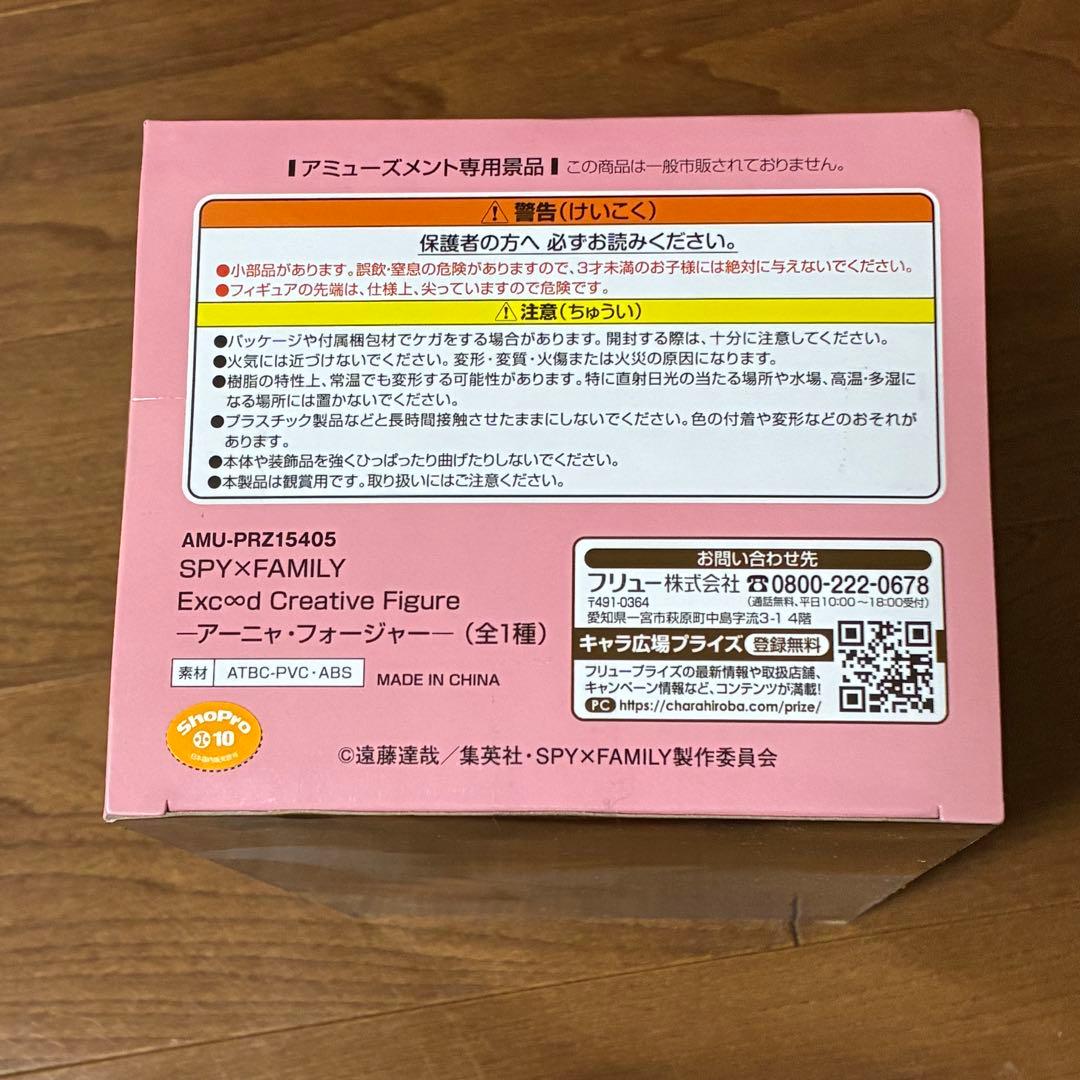 アミューズメント専用景品 この商品は一般市販されておりません。
警告(けいこく)
保護者の方へ 必ずお読みください。
●小部品があります。誤飲・窒息の危険がありますので、3才未満のお子様には絶対に与えないでください。
●フィギュアの先端は、仕様上、尖っていますので危険です。
注意(ちゅうい)
●パッケージや付属梱包材でケガをする場合があります。開封する際は、十分に注意してください。
●火気には近づけないでください。変形・変質・火傷または火災の原因になります。
●樹脂の特性上、常温でも変形する可能性があります。特に直射日光の当たる場所や水場、高温・多湿に
なる場所には置かないでください。
●プラスチック製品などと長時間接触させたままにしないでください。色の付着や変形などのおそれが
あります。
●本体や装飾品を強くひっぱったり曲げたりしないでください。
●本製品は観賞用です。取り扱いにはご注意ください。
AMU-PRZ15405
SPY×FAMILY
Exc∞d Creative Figure
―アーニャ・フォージャー―(全1種)
素材 ATBC-PVC・ABS MADE IN CHINA
ShoPro
10
お問い合わせ先
フリュー株式会社 ☎0800-222-0678
〒491-0364 (通話無料、平日10:00~18:00受付)
愛知県一宮市萩原町中島字流3-1 4階
キャラ広場プライズ 登録無料
フリュープライズの最新情報や取扱店舗、
キャンペーン情報など、コンテンツが満載!
PC https://charahiroba.com/prize/
©遠藤達哉/集英社・SPY×FAMILY製作委員会